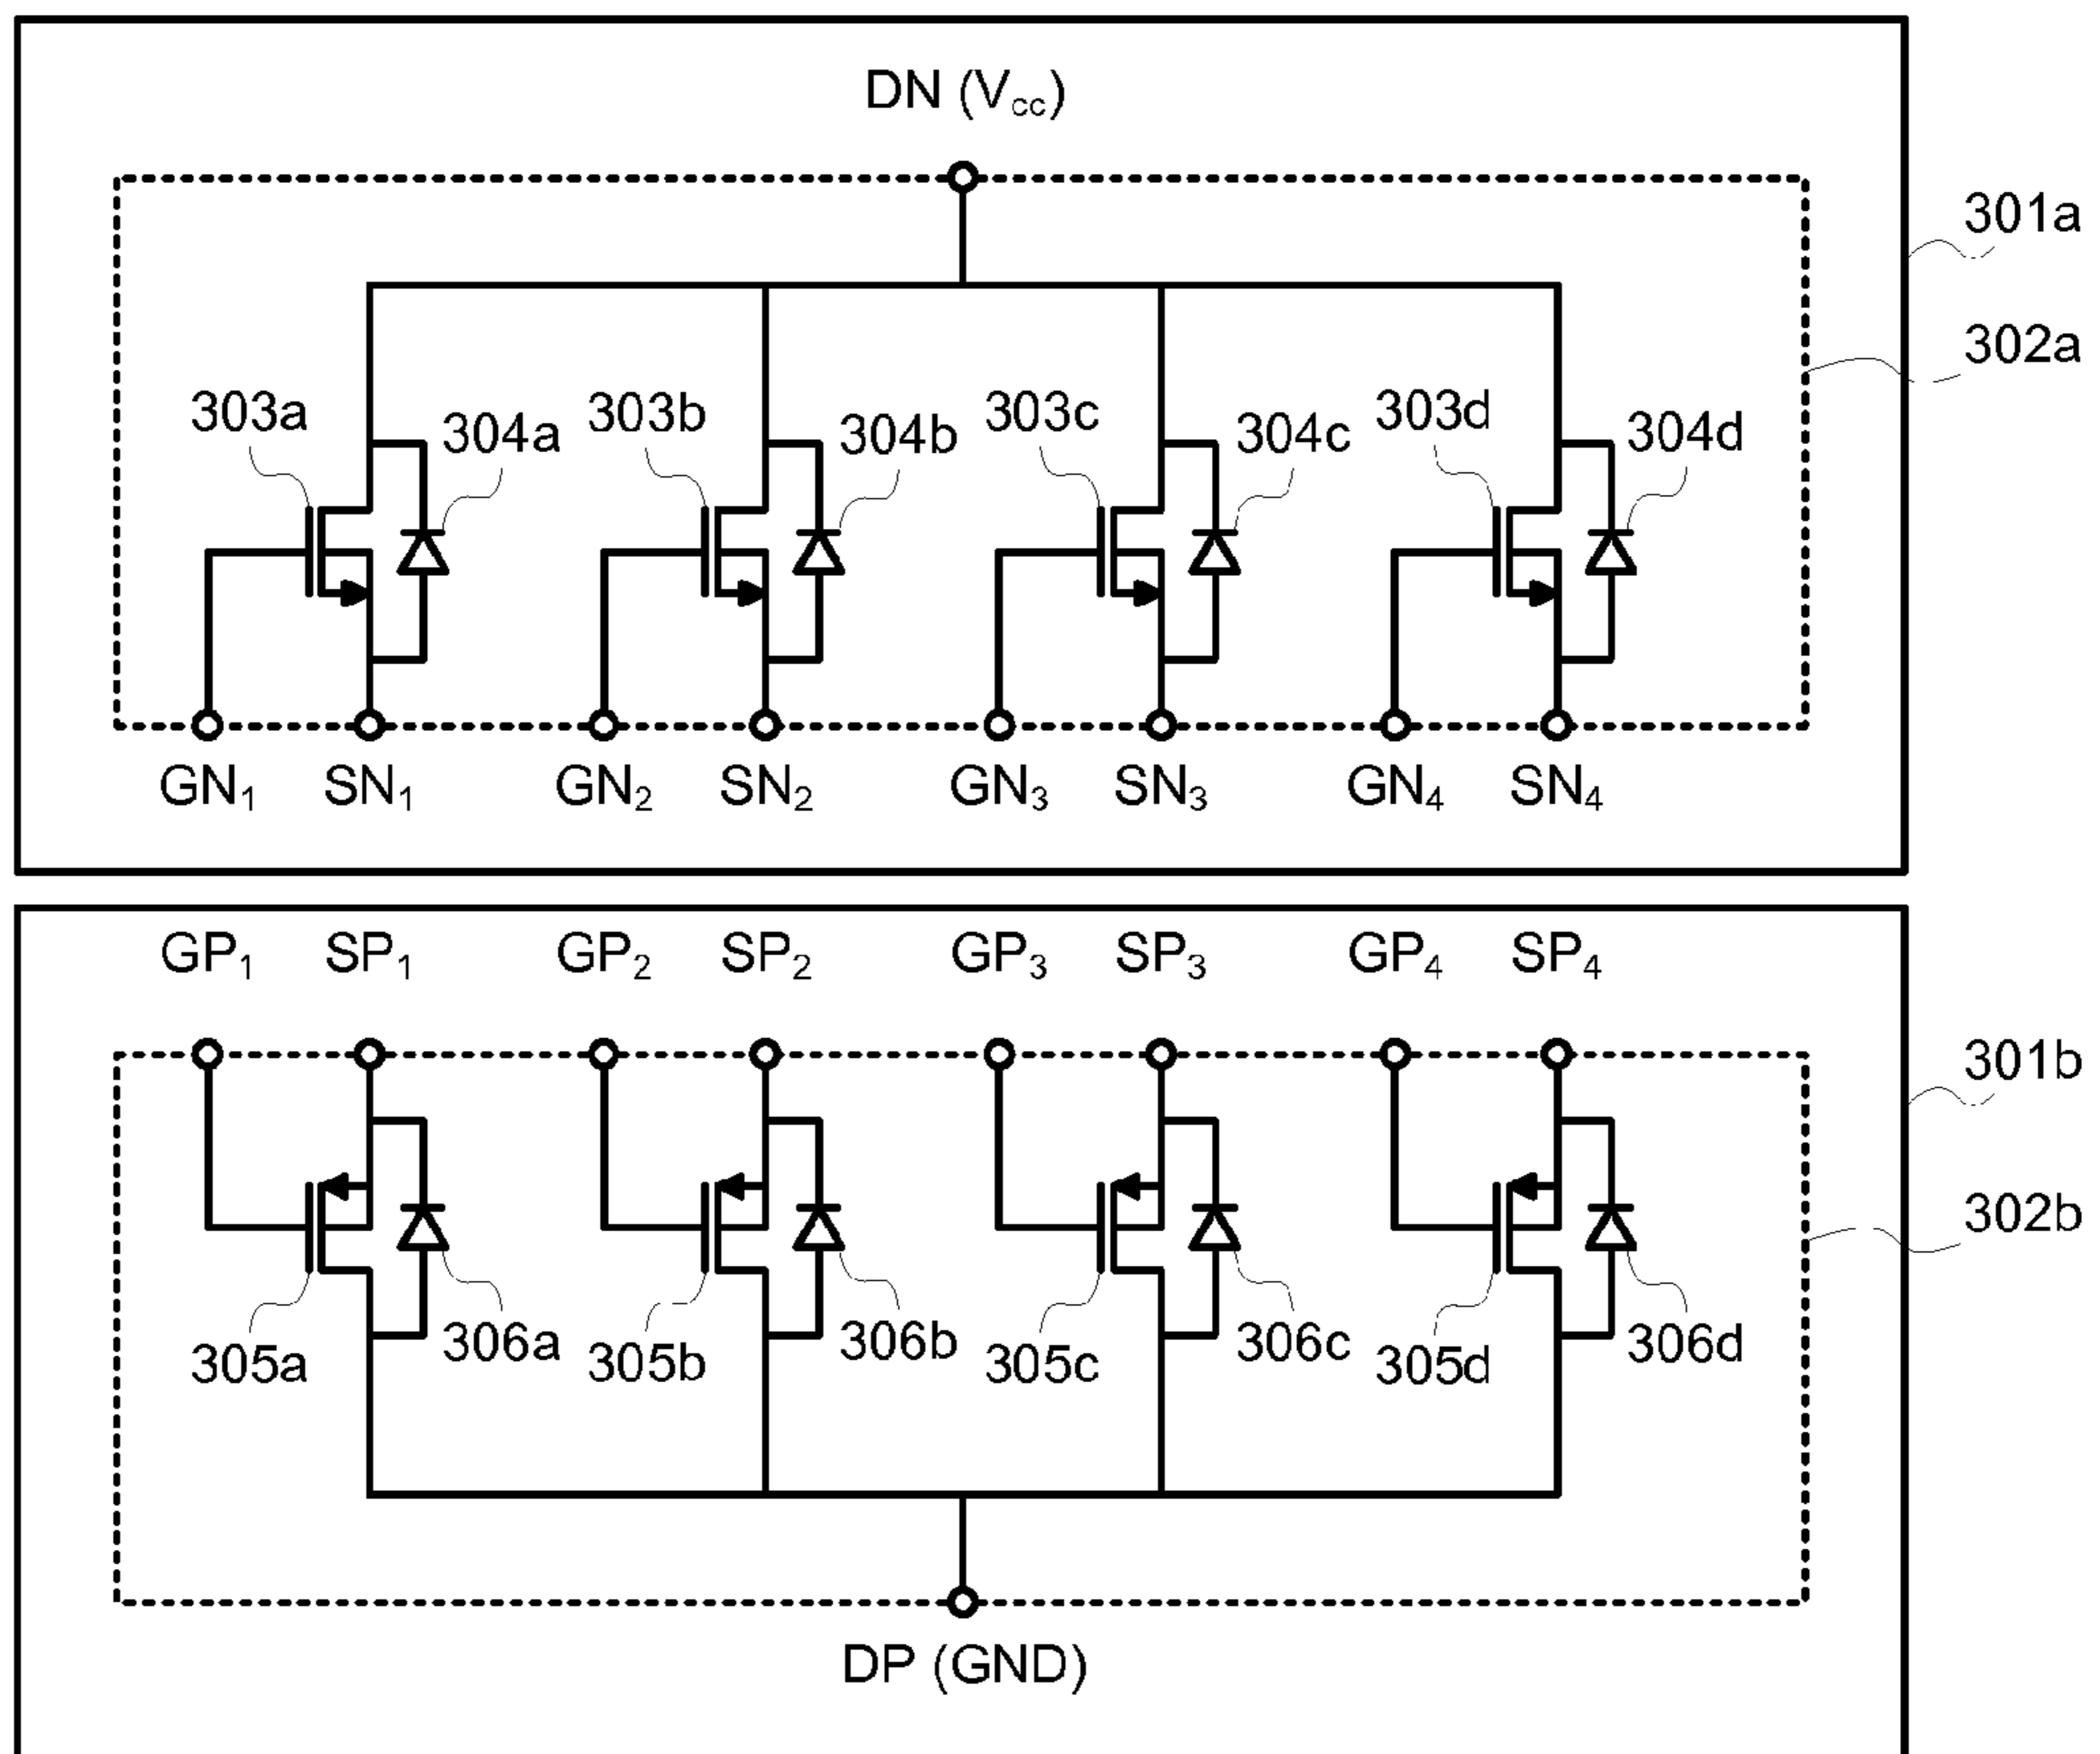 DN (Vcc)
301a
302a
303a 304a 303b 304b 303c 304c 303d 304d
GN1 SN1 GN2 SN2 GN3 SN3 GN4 SN4
GP1 SP1 GP2 SP2 GP3 SP3 GP4 SP4
301b
302b
305a 306a 305b 306b 305c 306c 305d 306d
DP (GND)